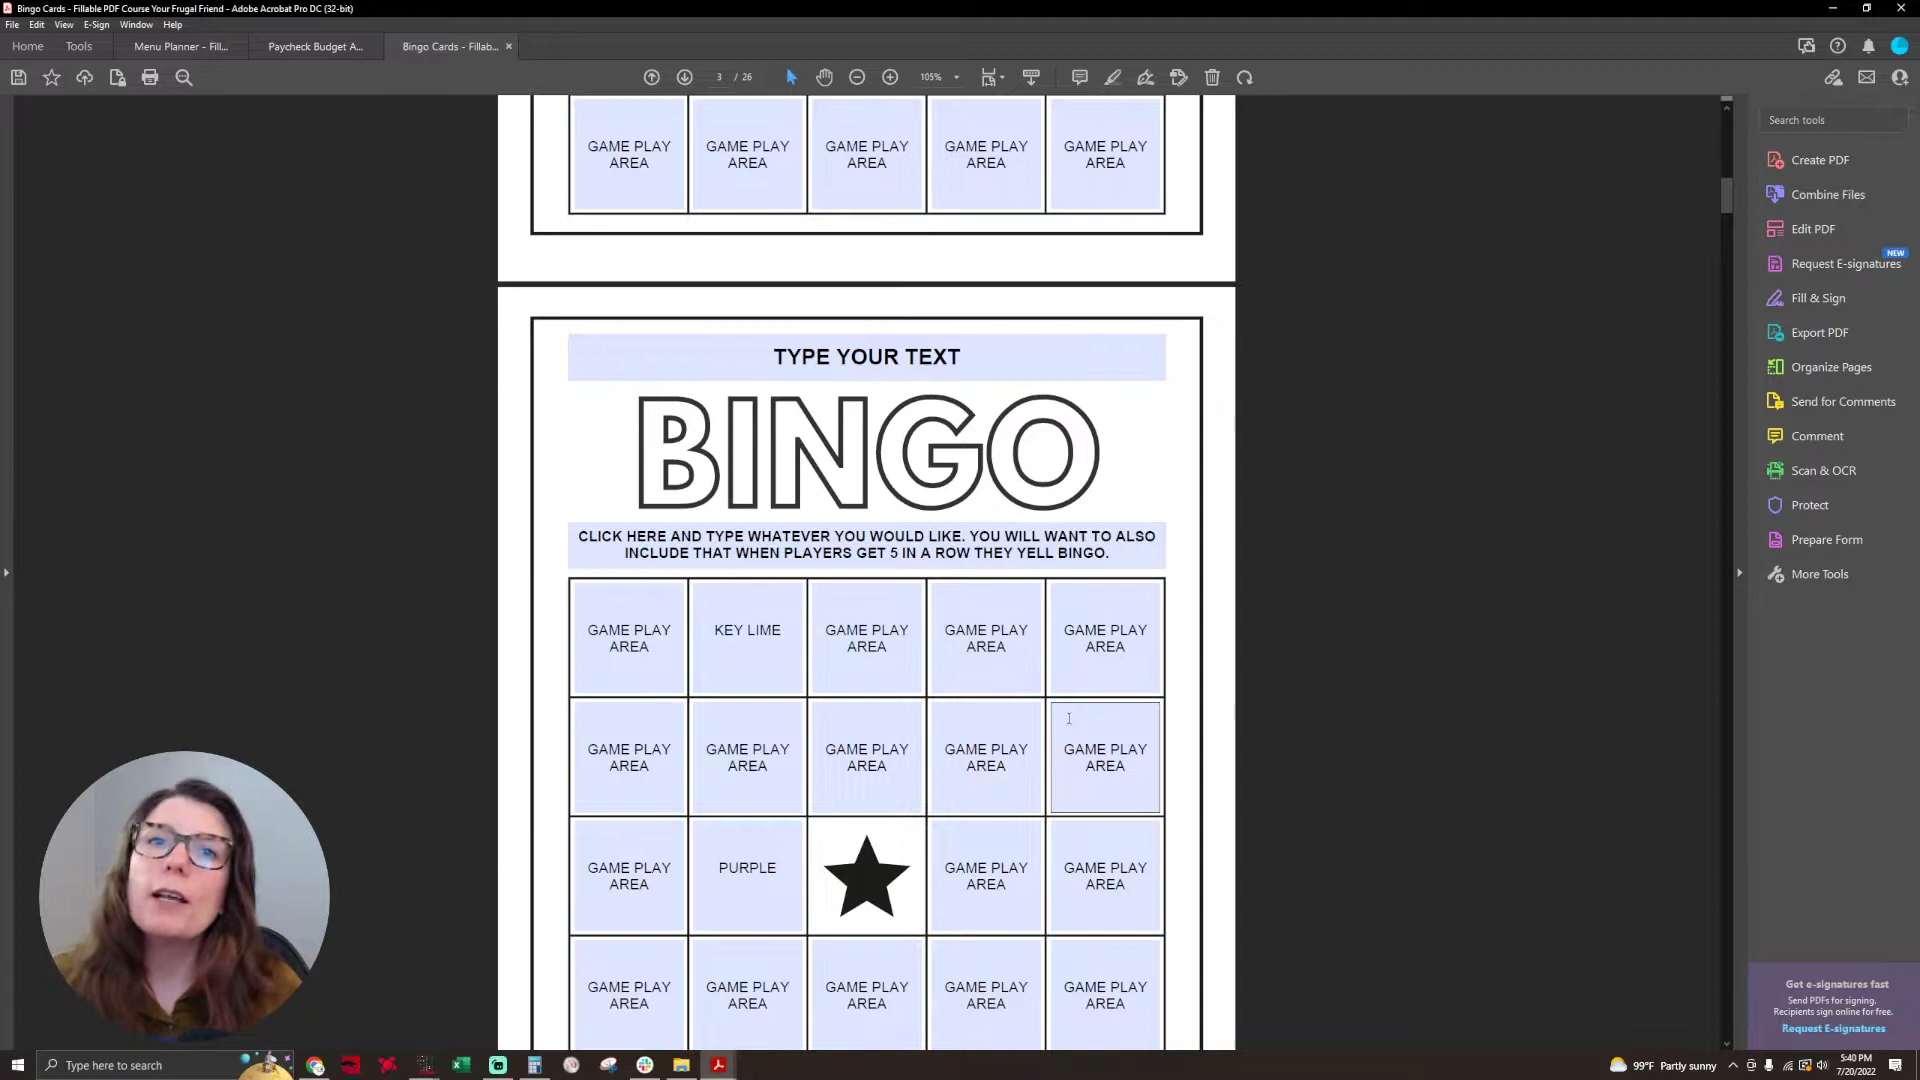 Bingo Cards - Fillable PDF Course Your Frugal Friend - Adobe Acrobat Pro DC (32-bit)
File Edit View E-Sign Window Help
Home Tools Menu Planner - Fill... Paycheck Budget A... Bingo Cards - Fillab... ×
3 / 26 105%
GAME PLAY AREA GAME PLAY AREA GAME PLAY AREA GAME PLAY AREA GAME PLAY AREA
TYPE YOUR TEXT
BINGO
CLICK HERE AND TYPE WHATEVER YOU WOULD LIKE. YOU WILL WANT TO ALSO
INCLUDE THAT WHEN PLAYERS GET 5 IN A ROW THEY YELL BINGO.
GAME PLAY AREA KEY LIME GAME PLAY AREA GAME PLAY AREA GAME PLAY AREA
GAME PLAY AREA GAME PLAY AREA GAME PLAY AREA GAME PLAY AREA GAME PLAY AREA
GAME PLAY AREA PURPLE GAME PLAY AREA GAME PLAY AREA
GAME PLAY AREA GAME PLAY AREA GAME PLAY AREA GAME PLAY AREA GAME PLAY AREA
Search tools
Create PDF
Combine Files
Edit PDF
NEW
Request E-signatures
Fill & Sign
Export PDF
Organize Pages
Send for Comments
Comment
Scan & OCR
Protect
Prepare Form
More Tools
Get e-signatures fast
Send PDFs for signing.
Recipients sign online for free.
Request E-signatures
Type here to search
99°F Partly sunny
5:40 PM
7/20/2022